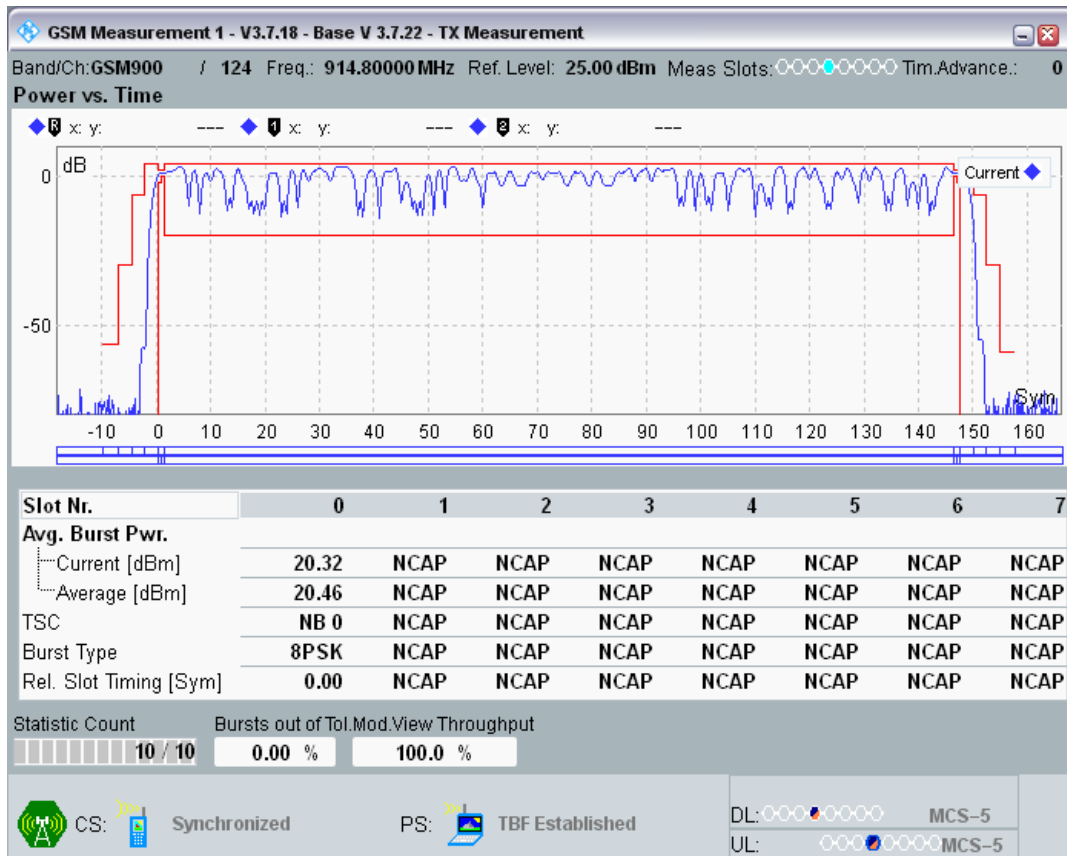 GSM Measurement 1 - V3.7.18 - Base V 3.7.22 - TX Measurement
Band/Ch:GSM900 / 124 Freq.: 914.80000 MHz Ref. Level: 25.00 dBm Meas Slots: Tim.Advance.: 0
Power vs. Time
R x: y: --- 1 x: y: --- 2 x: y: ---
dB
Current
0
-50
Sym
-10 0 10 20 30 40 50 60 70 80 90 100 110 120 130 140 150 160
Slot Nr. 0 1 2 3 4 5 6 7
Avg. Burst Pwr.
Current [dBm] 20.32 NCAP NCAP NCAP NCAP NCAP NCAP NCAP
Average [dBm] 20.46 NCAP NCAP NCAP NCAP NCAP NCAP NCAP
TSC NB 0 NCAP NCAP NCAP NCAP NCAP NCAP NCAP
Burst Type 8PSK NCAP NCAP NCAP NCAP NCAP NCAP NCAP
Rel. Slot Timing [Sym] 0.00 NCAP NCAP NCAP NCAP NCAP NCAP NCAP
Statistic Count Bursts out of Tol.Mod.View Throughput
10 / 10 0.00 % 100.0 %
CS: Synchronized PS: TBF Established DL: MCS-5
UL: MCS-5